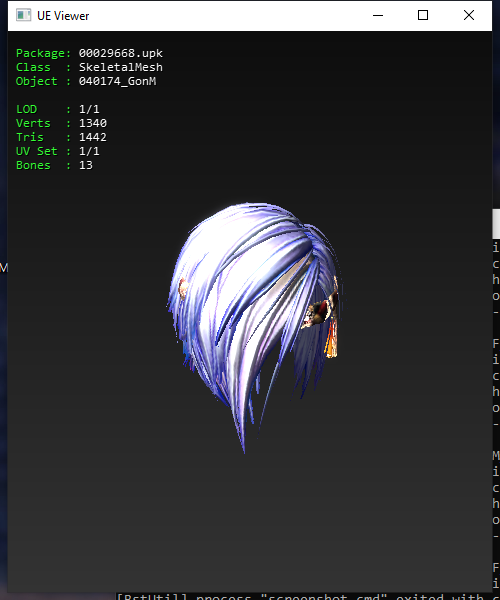 UE Viewer
Package: 00029668.upk
Class  : SkeletalMesh
Object : 040174_GonM
LOD    : 1/1
Verts  : 1340
Tris   : 1442
UV Set : 1/1
Bones  : 13
M
i
c
h
o
-
F
i
c
h
o
-
M
i
c
h
o
-
F
i
[BstUtil] process "screenshot.cmd" exited with c